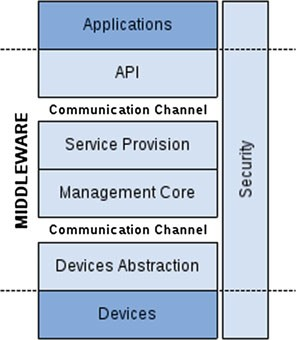 Applications
API
Communication Channel
Service Provision
Management Core
Communication Channel
Devices Abstraction
Devices
MIDDLEWARE
Security